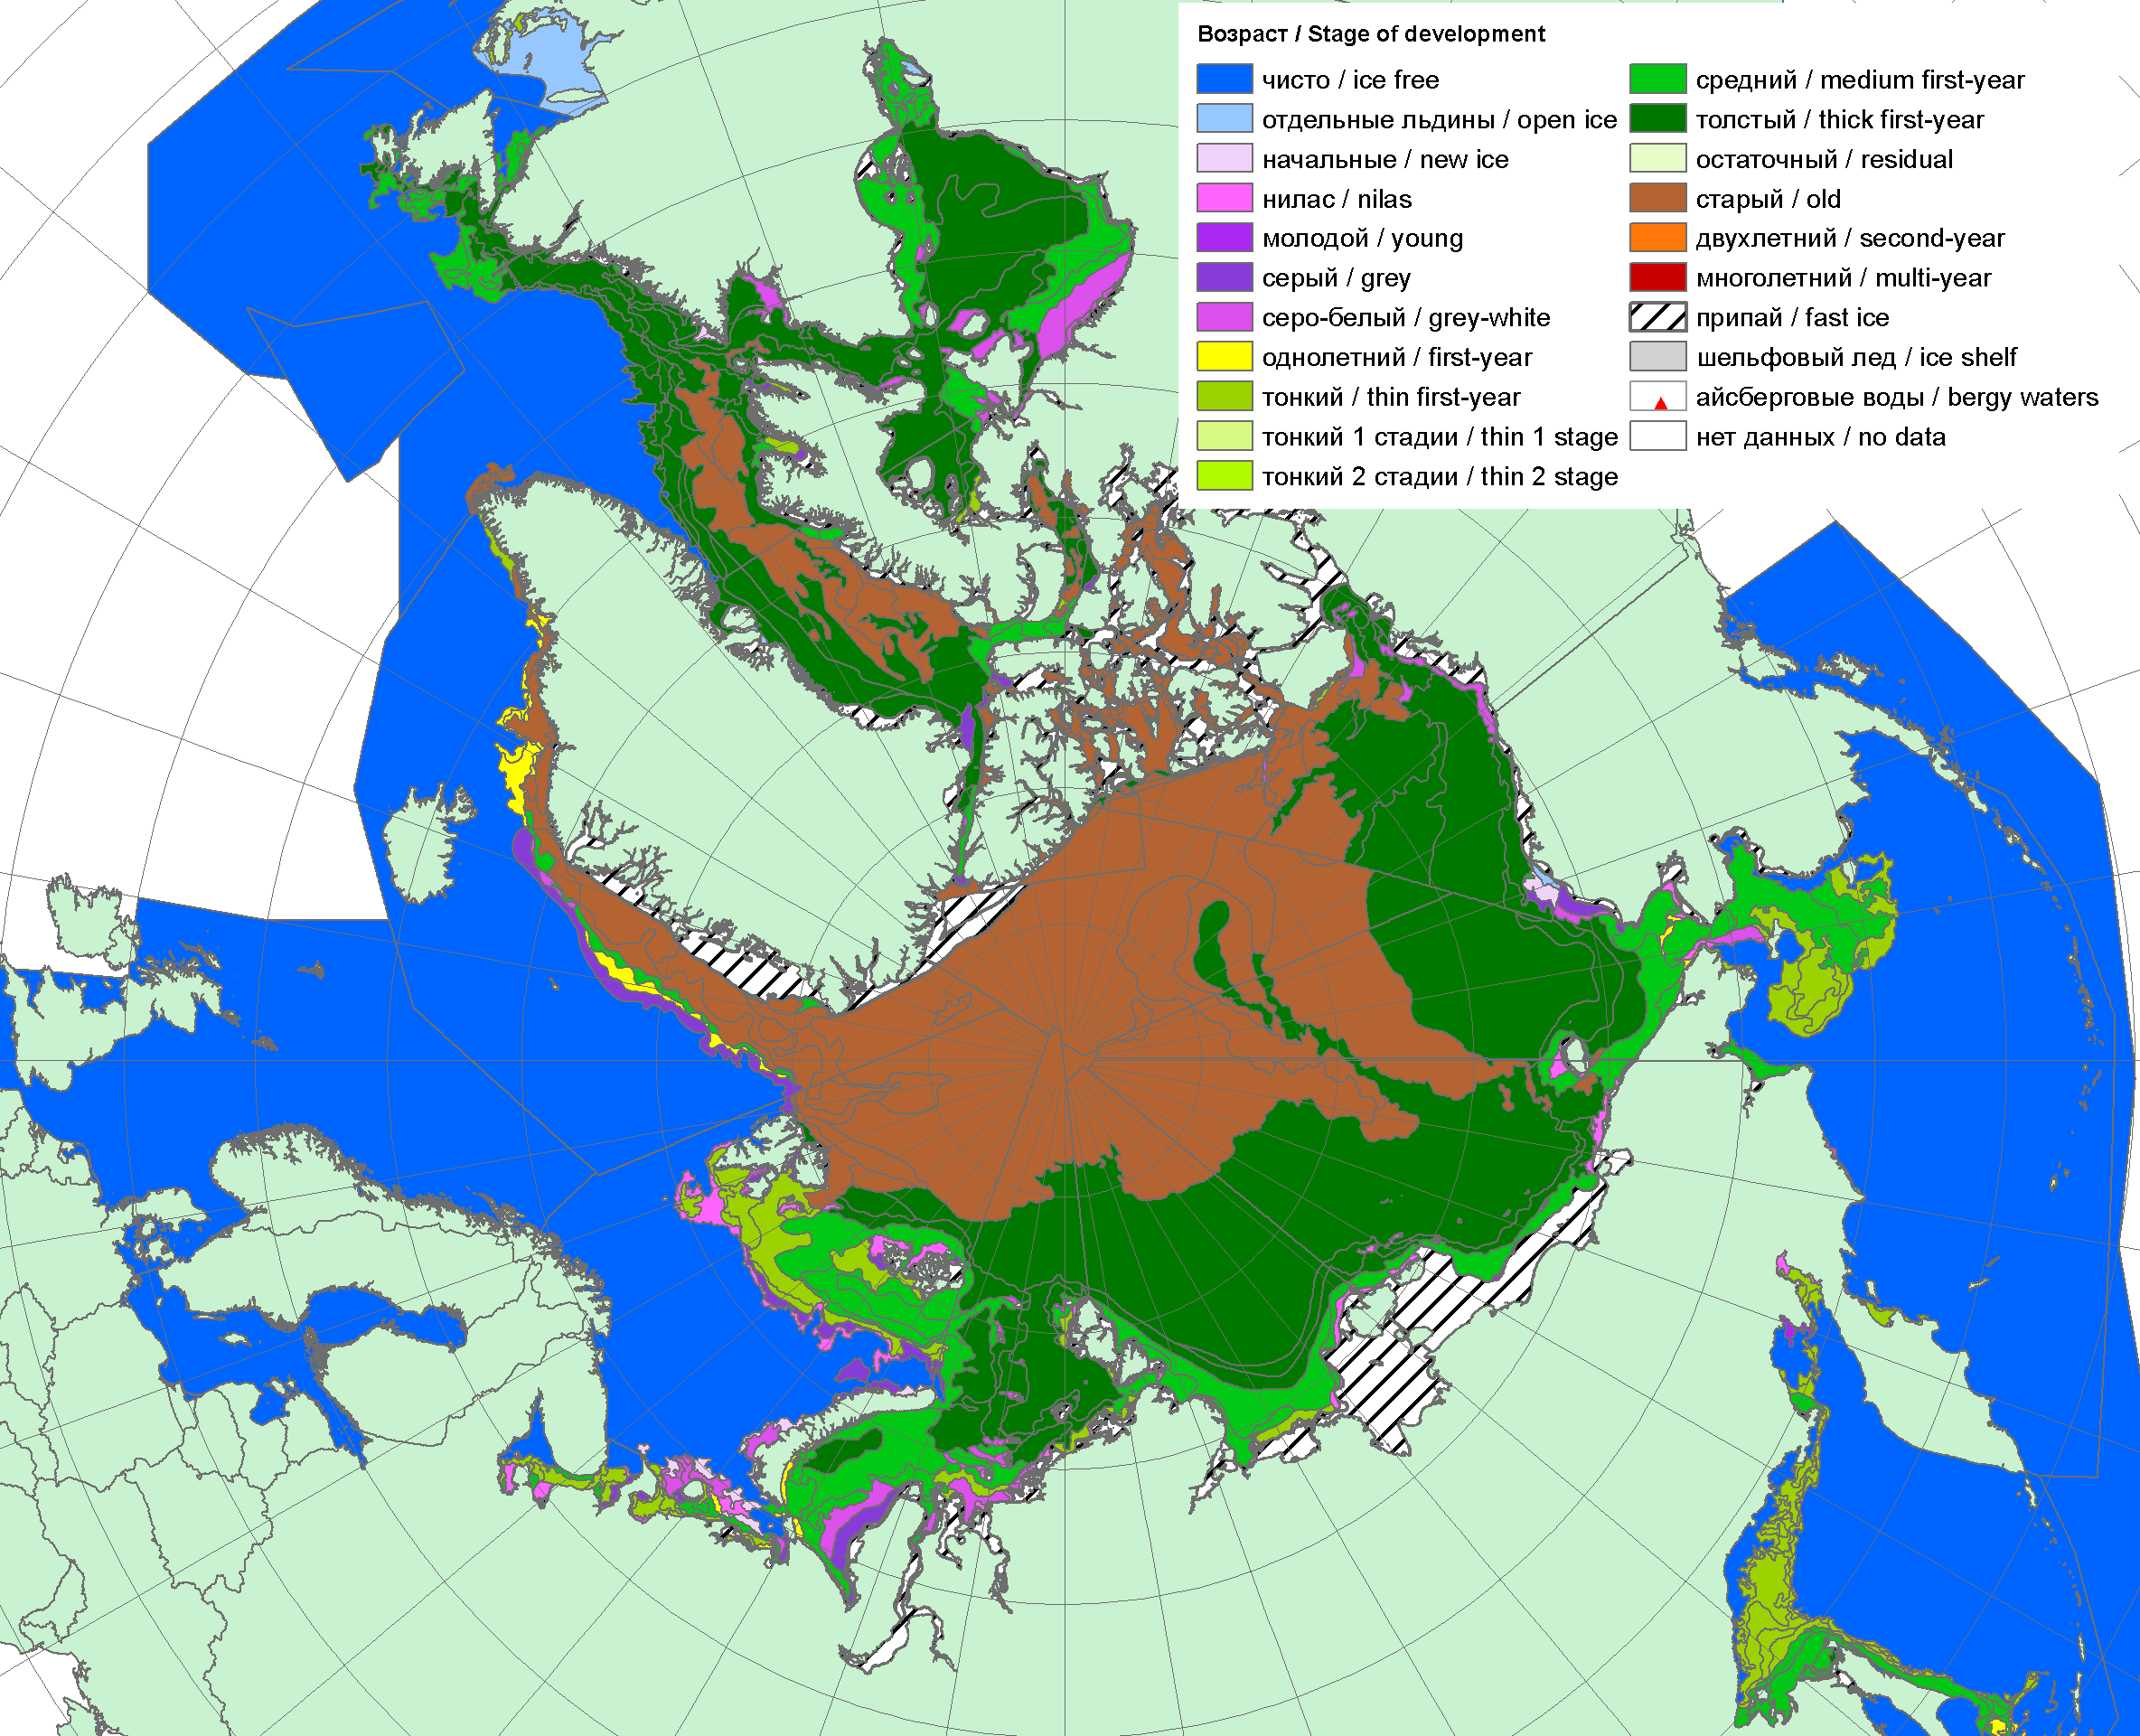 Возраст / Stage of development
чисто / ice free
отдельные льдины / open ice
начальные / new ice
нилас / nilas
молодой / young
серый / grey
серо-белый / grey-white
однолетний / first-year
тонкий / thin first-year
тонкий 1 стадии / thin 1 stage
тонкий 2 стадии / thin 2 stage
средний / medium first-year
толстый / thick first-year
остаточный / residual
старый / old
двухлетний / second-year
многолетний / multi-year
припай / fast ice
шельфовый лед / ice shelf
айсберговые воды / bergy waters
нет данных / no data